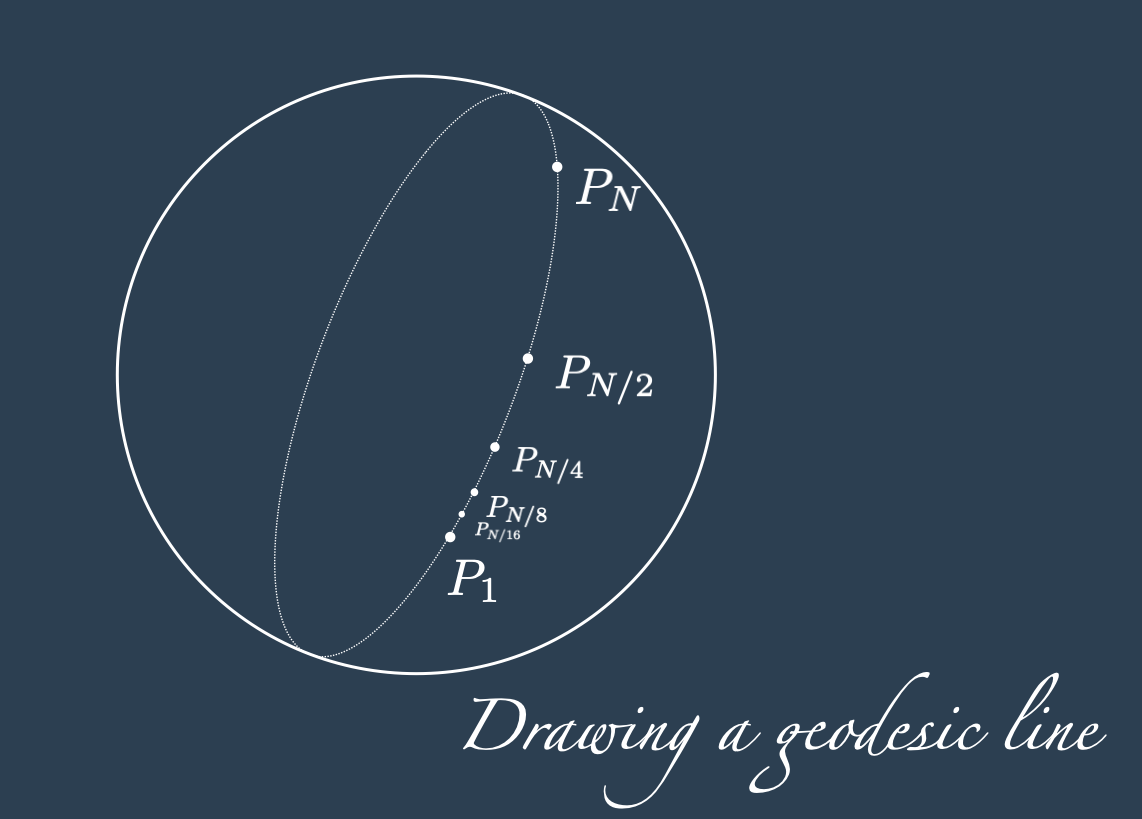 P_N
P_{N/2}
P_{N/4}
P_{N/8}
P_{N/16}
P_1
Drawing a geodesic line